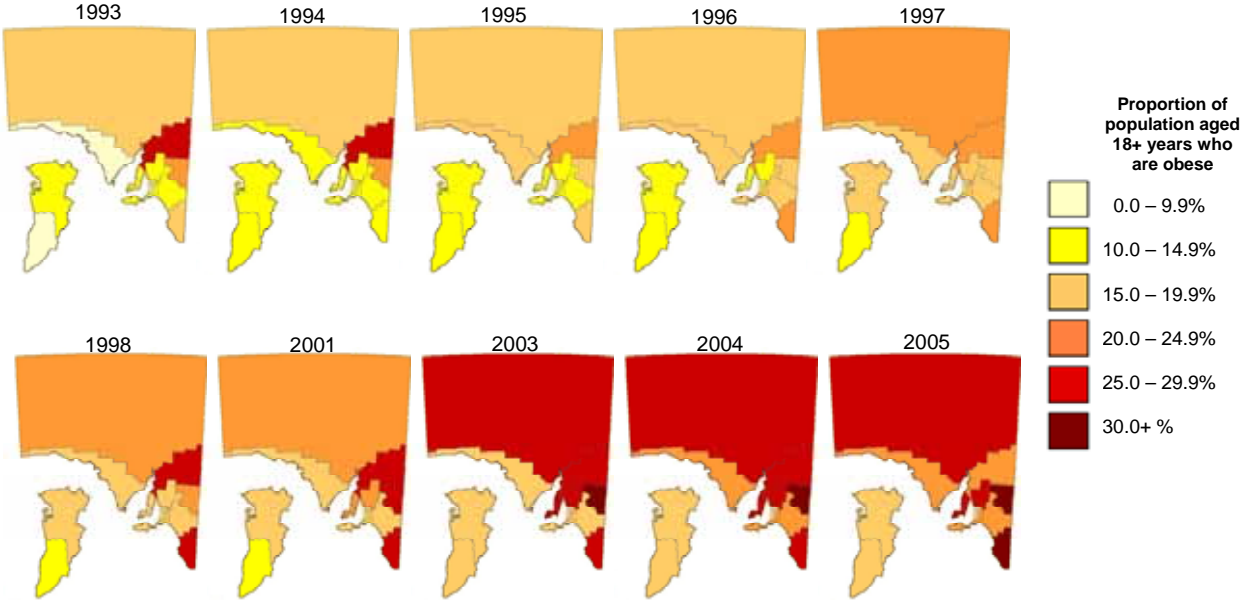 1993
1994
1995
1996
1997
Proportion of
population aged
18+ years who
are obese
0.0 – 9.9%
10.0 – 14.9%
15.0 – 19.9%
20.0 – 24.9%
25.0 – 29.9%
30.0+ %
1998
2001
2003
2004
2005